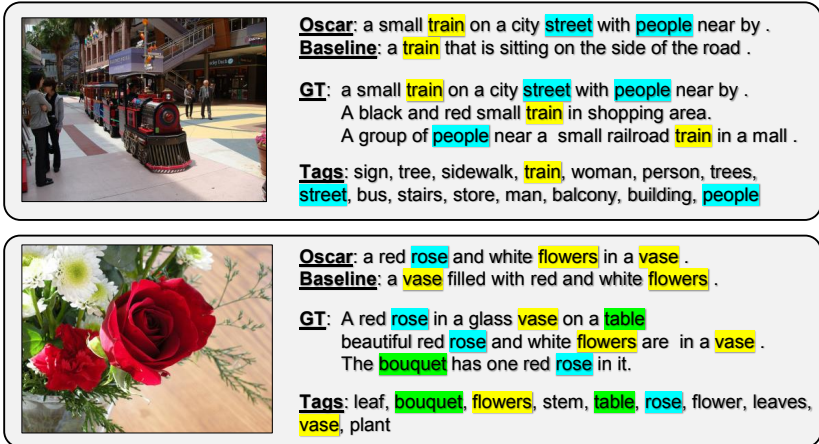 Oscar: a small train on a city street with people near by .
Baseline: a train that is sitting on the side of the road .
GT: a small train on a city street with people near by .
A black and red small train in shopping area.
A group of people near a small railroad train in a mall .
Tags: sign, tree, sidewalk, train, woman, person, trees,
street, bus, stairs, store, man, balcony, building, people
Oscar: a red rose and white flowers in a vase .
Baseline: a vase filled with red and white flowers .
GT: A red rose in a glass vase on a table
beautiful red rose and white flowers are in a vase .
The bouquet has one red rose in it.
Tags: leaf, bouquet, flowers, stem, table, rose, flower, leaves,
vase, plant